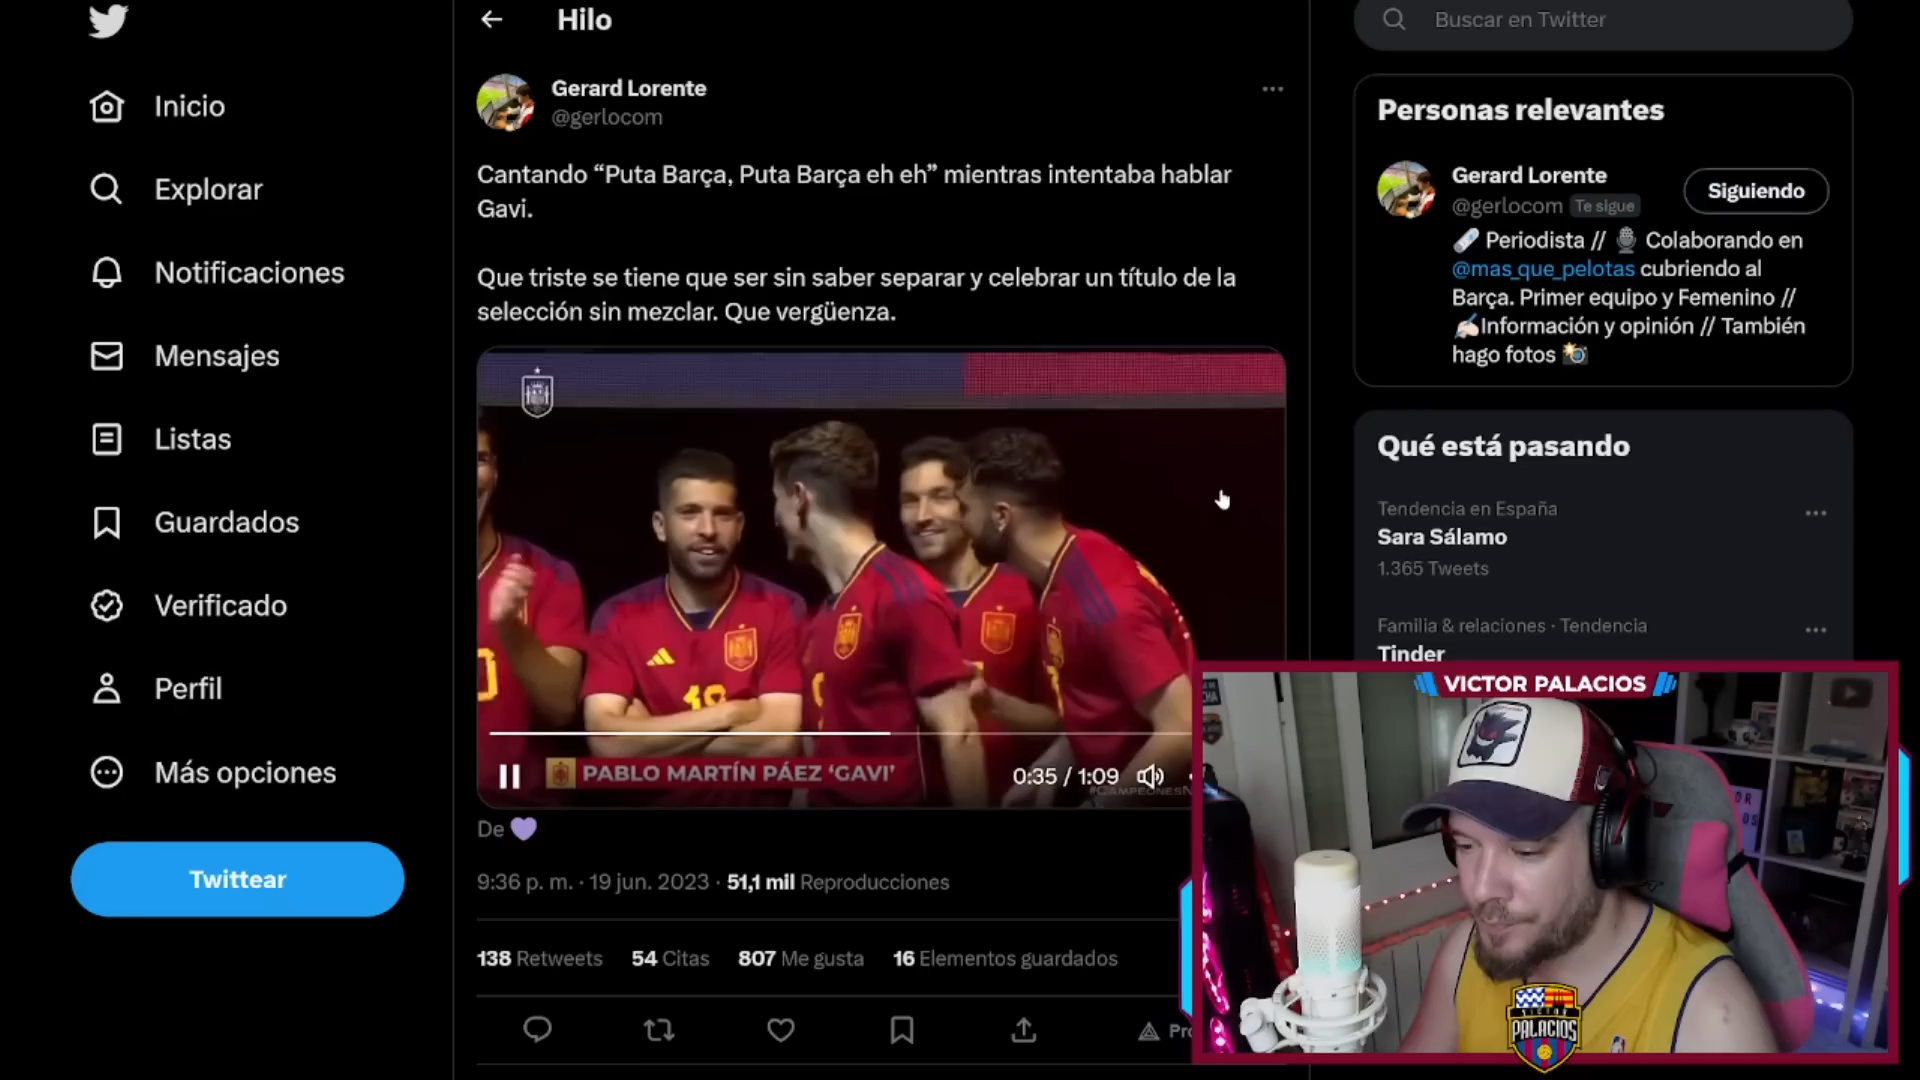 Hilo
Buscar en Twitter
Inicio
Explorar
Notificaciones
Mensajes
Listas
Guardados
Verificado
Perfil
Más opciones
Twittear
Gerard Lorente
@gerlocom
Cantando “Puta Barça, Puta Barça eh eh” mientras intentaba hablar
Gavi.
Que triste se tiene que ser sin saber separar y celebrar un título de la
selección sin mezclar. Que vergüenza.
18
PABLO MARTÍN PÁEZ ‘GAVI’
0:35 / 1:09
De
9:36 p. m. · 19 jun. 2023 · 51,1 mil Reproducciones
138 Retweets 54 Citas 807 Me gusta 16 Elementos guardados
Personas relevantes
Gerard Lorente
@gerlocom Te sigue
Siguiendo
Periodista // Colaborando en
@mas_que_pelotas cubriendo al
Barça. Primer equipo y Femenino //
Información y opinión // También
hago fotos
Qué está pasando
Tendencia en España
Sara Sálamo
1.365 Tweets
Familia & relaciones · Tendencia
Tinder
VICTOR PALACIOS
VICTOR
PALACIOS